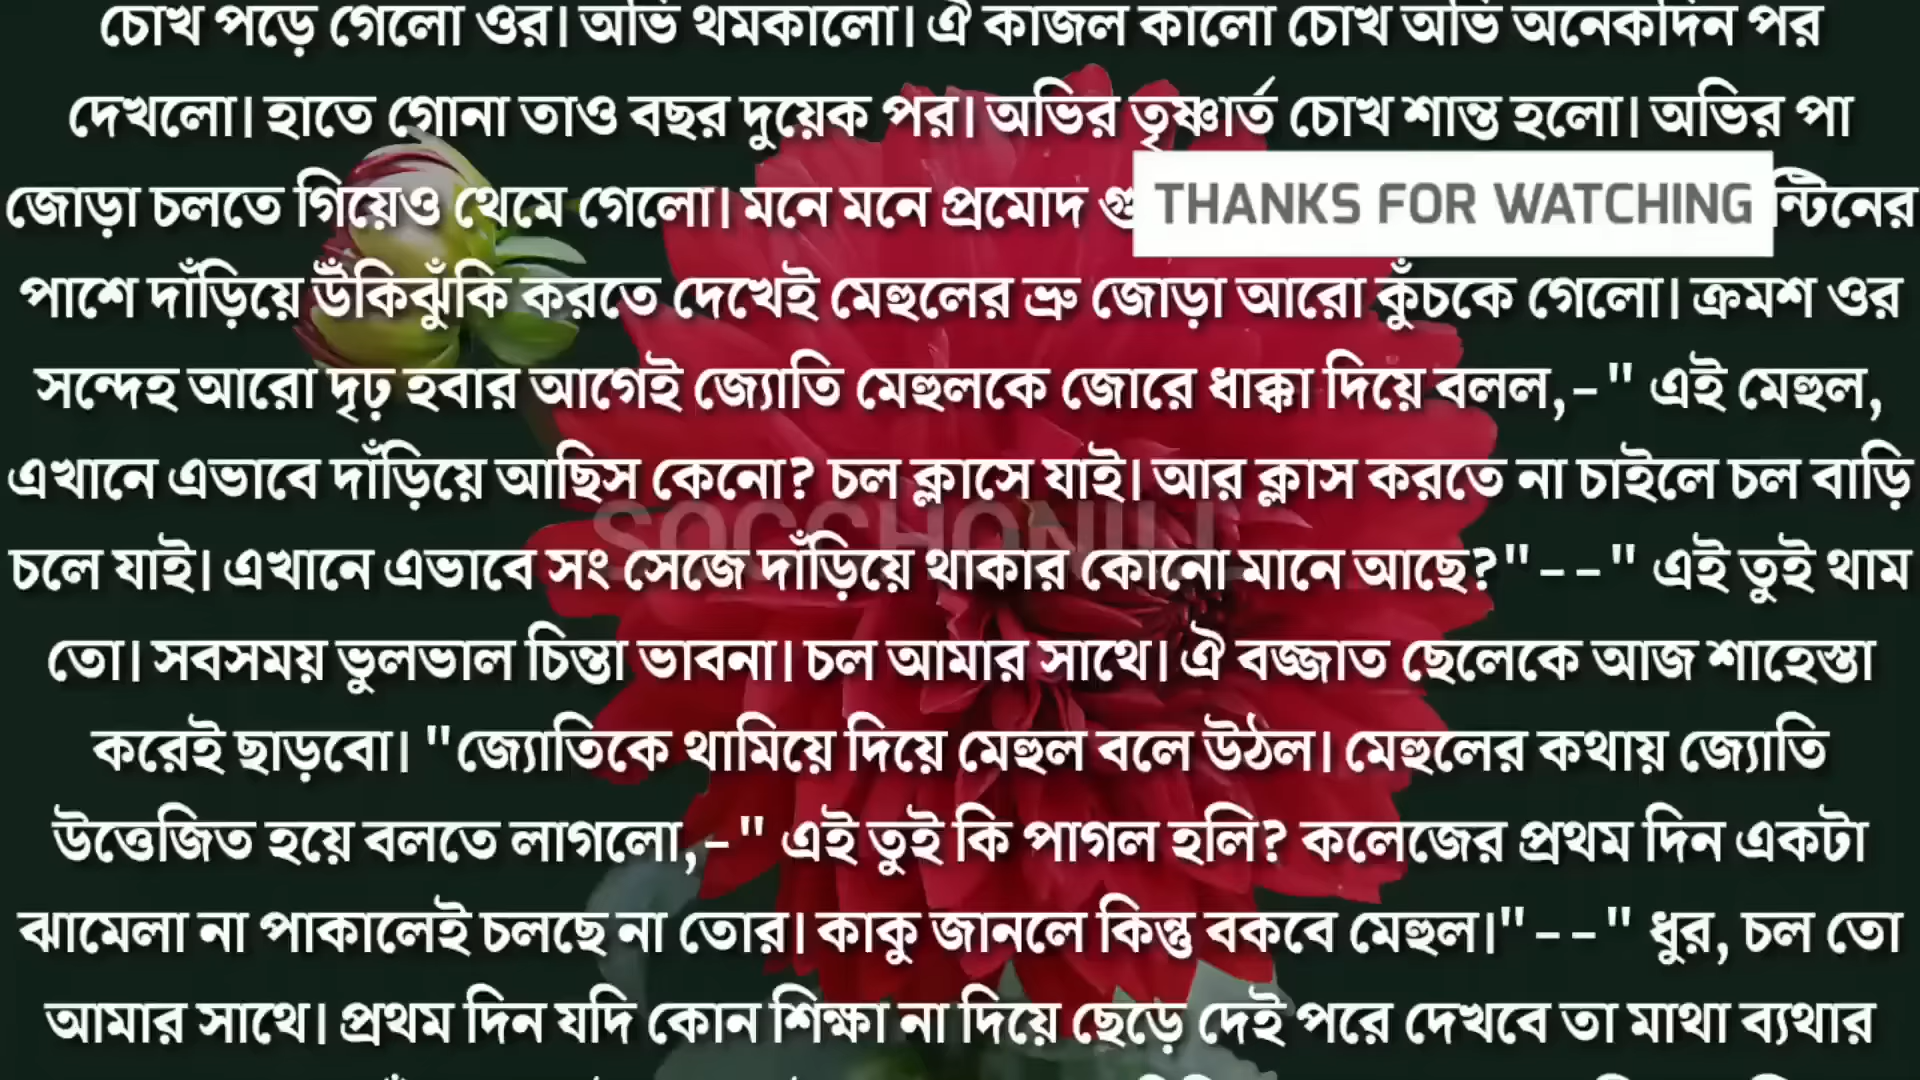 চোখ পড়ে গেলো ওর। অভি থমকালো। ঐ কাজল কালো চোখ অভি অনেকদিন পর
দেখলো। হাতে গোনা তাও বছর দুয়েক পর। অভির তৃষ্ণার্ত চোখ শান্ত হলো। অভির পা
জোড়া চলতে গিয়েও থেমে গেলো। মনে মনে প্রমোদ
THANKS FOR WATCHING
পাশে দাঁড়িয়ে উঁকিঝুঁকি করতে দেখেই মেহুলের ভ্রু জোড়া আরো কুঁচকে গেলো। ক্রমশ ওর
সন্দেহ আরো দৃঢ় হবার আগেই জ্যোতি মেহুলকে জোরে ধাক্কা দিয়ে বলল,-" এই মেহুল,
এখানে এভাবে দাঁড়িয়ে আছিস কেনো? চল ক্লাসে যাই। আর ক্লাস করতে না চাইলে চল বাড়ি
চলে যাই। এখানে এভাবে সং সেজে দাঁড়িয়ে থাকার কোনো মানে আছে?"--" এই তুই থাম
তো। সবসময় ভুলভাল চিন্তা ভাবনা। চল আমার সাথে। ঐ বজ্জাত ছেলেকে আজ শাহেস্তা
করেই ছাড়বো। "জ্যোতিকে থামিয়ে দিয়ে মেহুল বলে উঠল। মেহুলের কথায় জ্যোতি
উত্তেজিত হয়ে বলতে লাগলো,-" এই তুই কি পাগল হলি? কলেজের প্রথম দিন একটা
ঝামেলা না পাকালেই চলছে না তোর। কাকু জানলে কিন্তু বকবে মেহুল।"--" ধুর, চল তো
আমার সাথে। প্রথম দিন যদি কোন শিক্ষা না দিয়ে ছেড়ে দেই পরে দেখবে তা মাথা ব্যথার